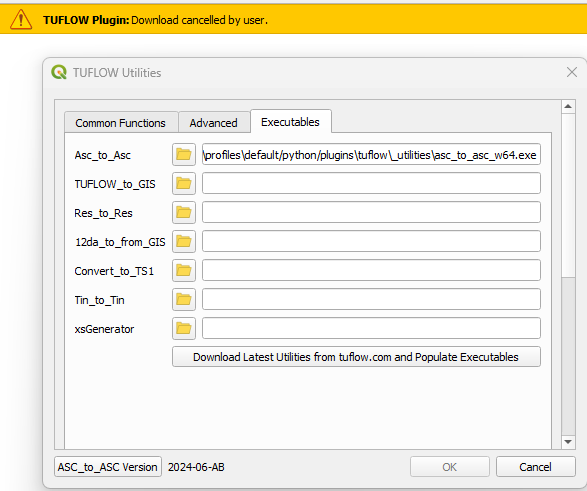 TUFLOW Plugin: Download cancelled by user.
TUFLOW Utilities
Common Functions
Advanced
Executables
Asc_to_Asc
\profiles\default/python/plugins\tuflow\_utilities\asc_to_asc_w64.exe
TUFLOW_to_GIS
Res_to_Res
12da_to_from_GIS
Convert_to_TS1
Tin_to_Tin
xsGenerator
Download Latest Utilities from tuflow.com and Populate Executables
ASC_to_ASC Version
2024-06-AB
OK
Cancel